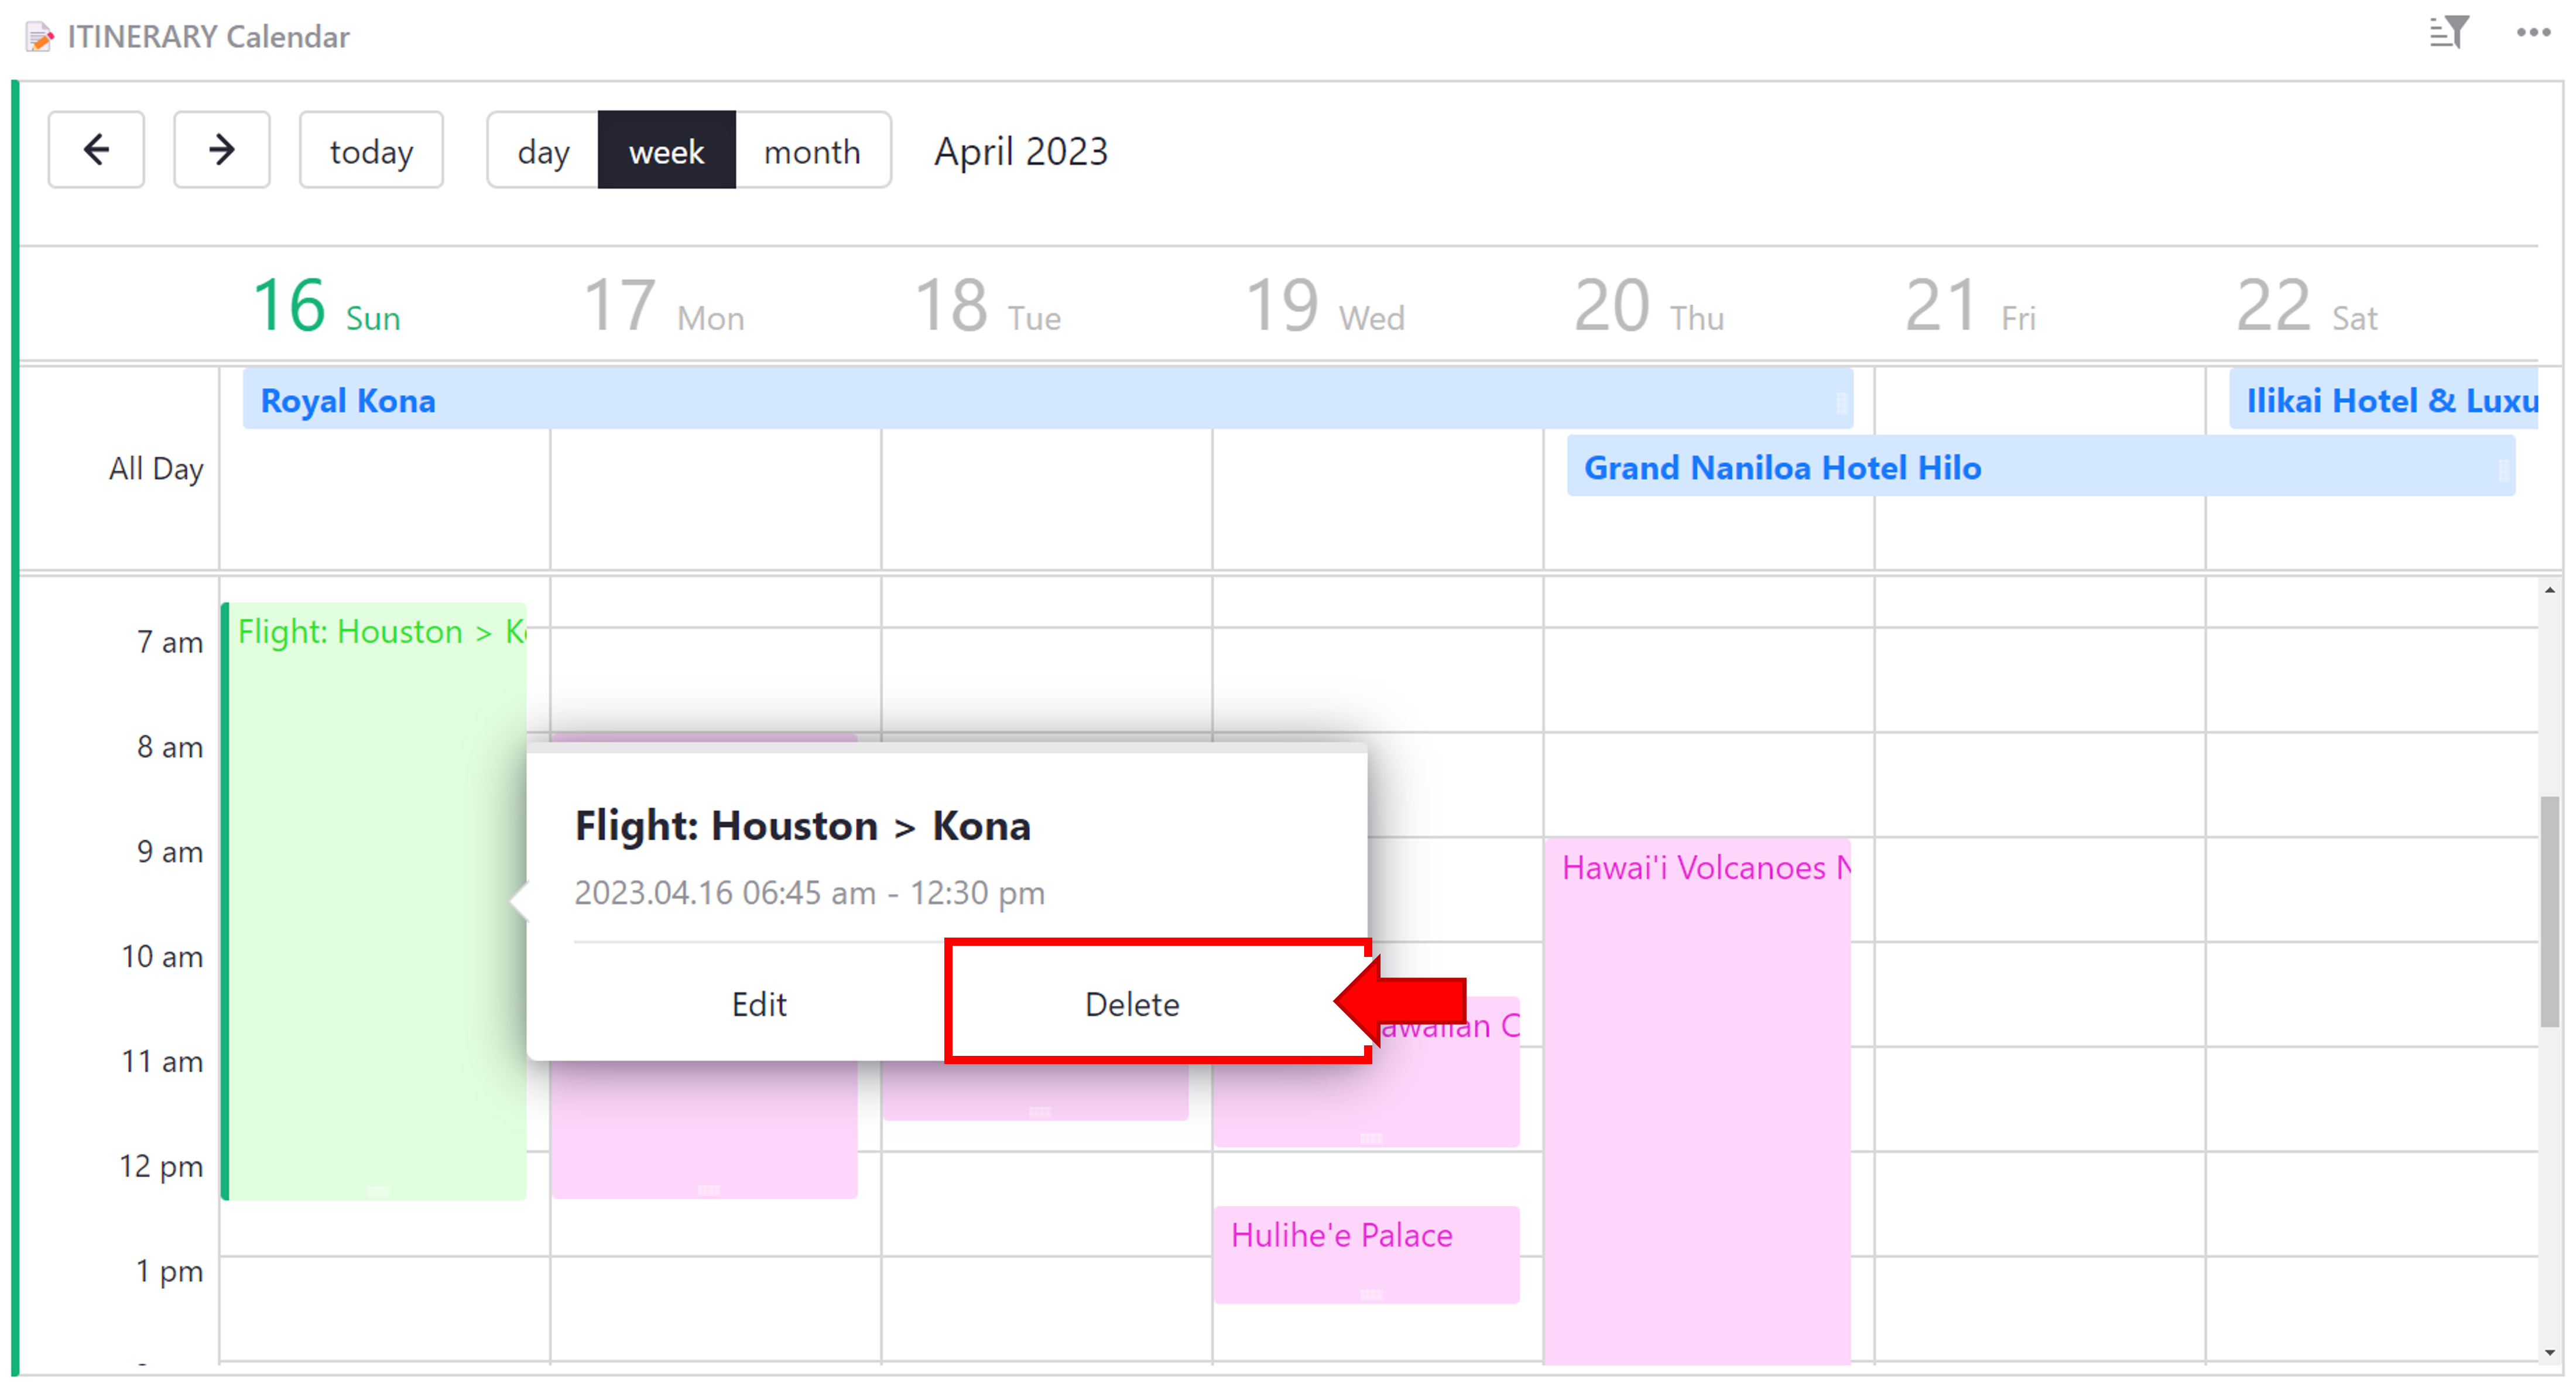 ITINERARY Calendar
today day week month April 2023
16 Sun 17 Mon 18 Tue 19 Wed 20 Thu 21 Fri 22 Sat
Royal Kona
Ilikai Hotel & Luxu
All Day
Grand Naniloa Hotel Hilo
Flight: Houston > K
7 am
8 am
Flight: Houston > Kona
2023.04.16 06:45 am - 12:30 pm
Edit Delete
9 am
Hawai'i Volcanoes N
10 am
awaiian C
11 am
12 pm
Hulihe'e Palace
1 pm